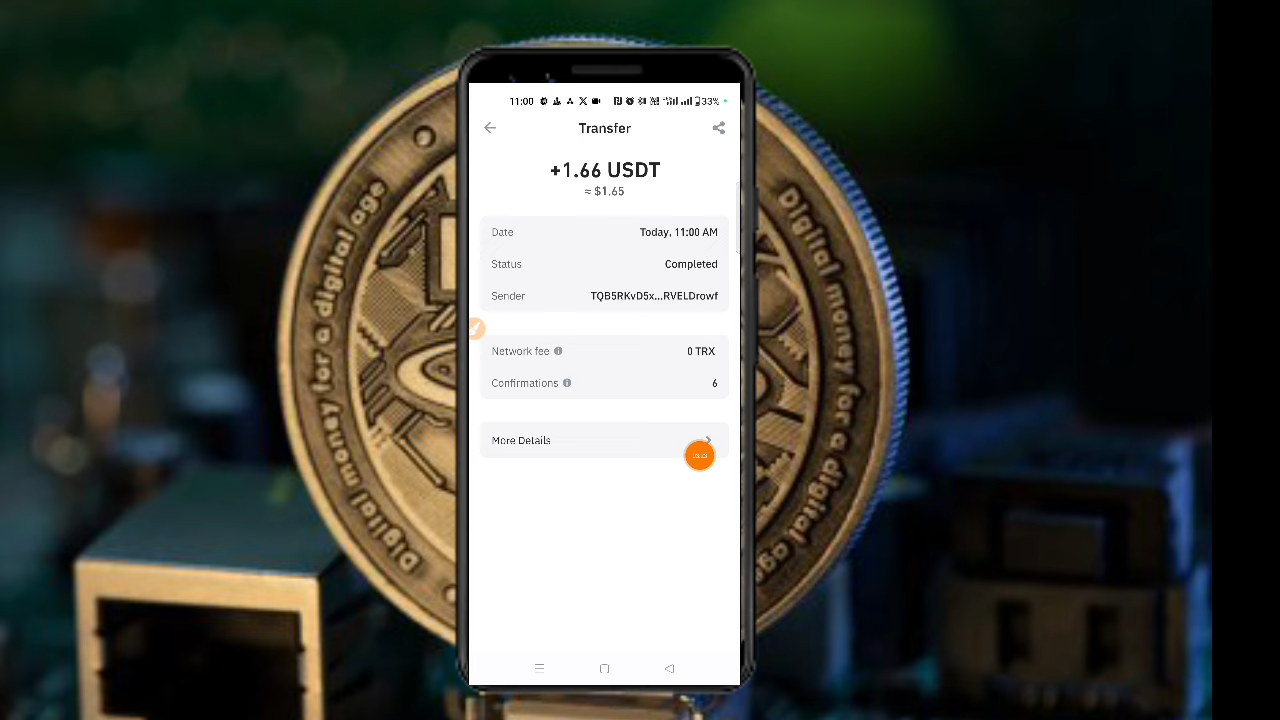 11:00
33%
Transfer
+1.66 USDT
≈ $1.65
Date Today, 11:00 AM
Status Completed
Sender TQB5RKvD5x...RVELDrowf
Network fee 0 TRX
Confirmations 6
More Details
Digital money for a digital age
Digital money for a digital age
Digital